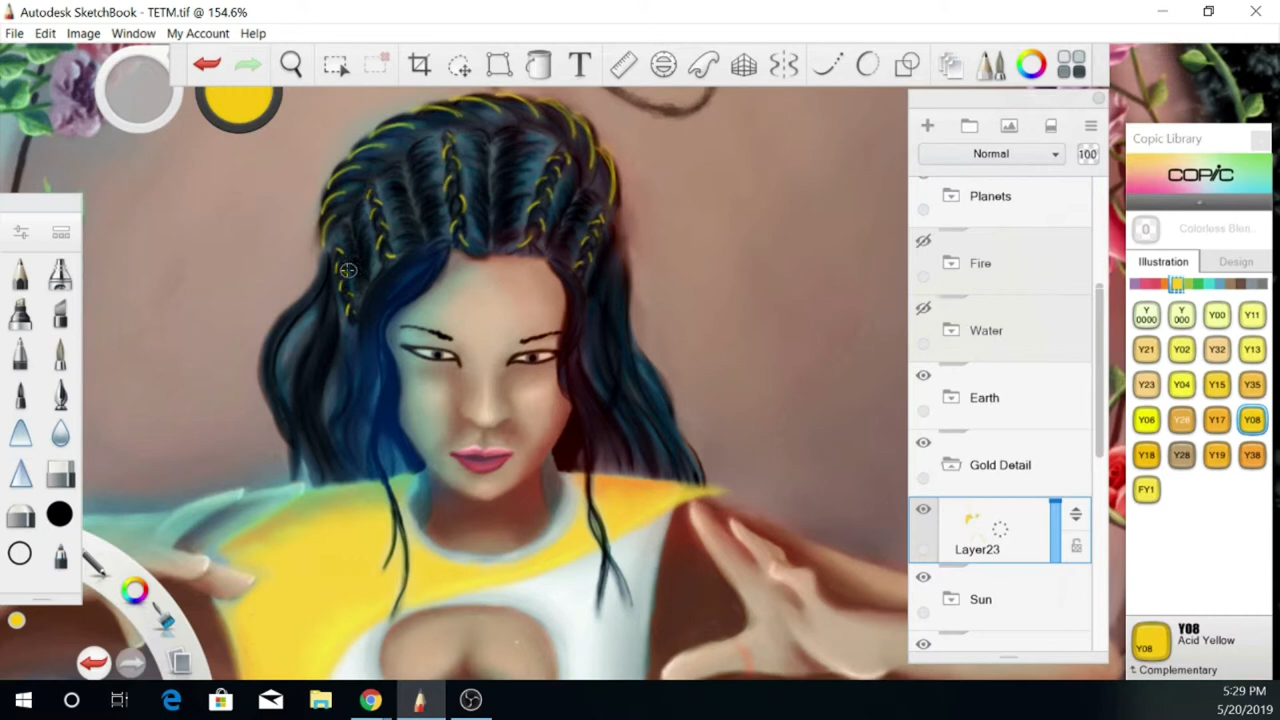 Autodesk SketchBook - TETM.tif @ 154.6%
File Edit Image Window My Account Help
T
Normal 100
Planets
Fire
Water
Earth
Gold Detail
Layer23
Sun
Copic Library
COPIC
0 Colorless Blen..
Illustration Design
Y 0000 Y 000 Y00 Y11
Y21 Y02 Y32 Y13
Y23 Y04 Y15 Y35
Y06 Y26 Y17 Y08
Y18 Y28 Y19 Y38
FY1
Y08
Y08
Acid Yellow
Complementary
5:29 PM
5/20/2019